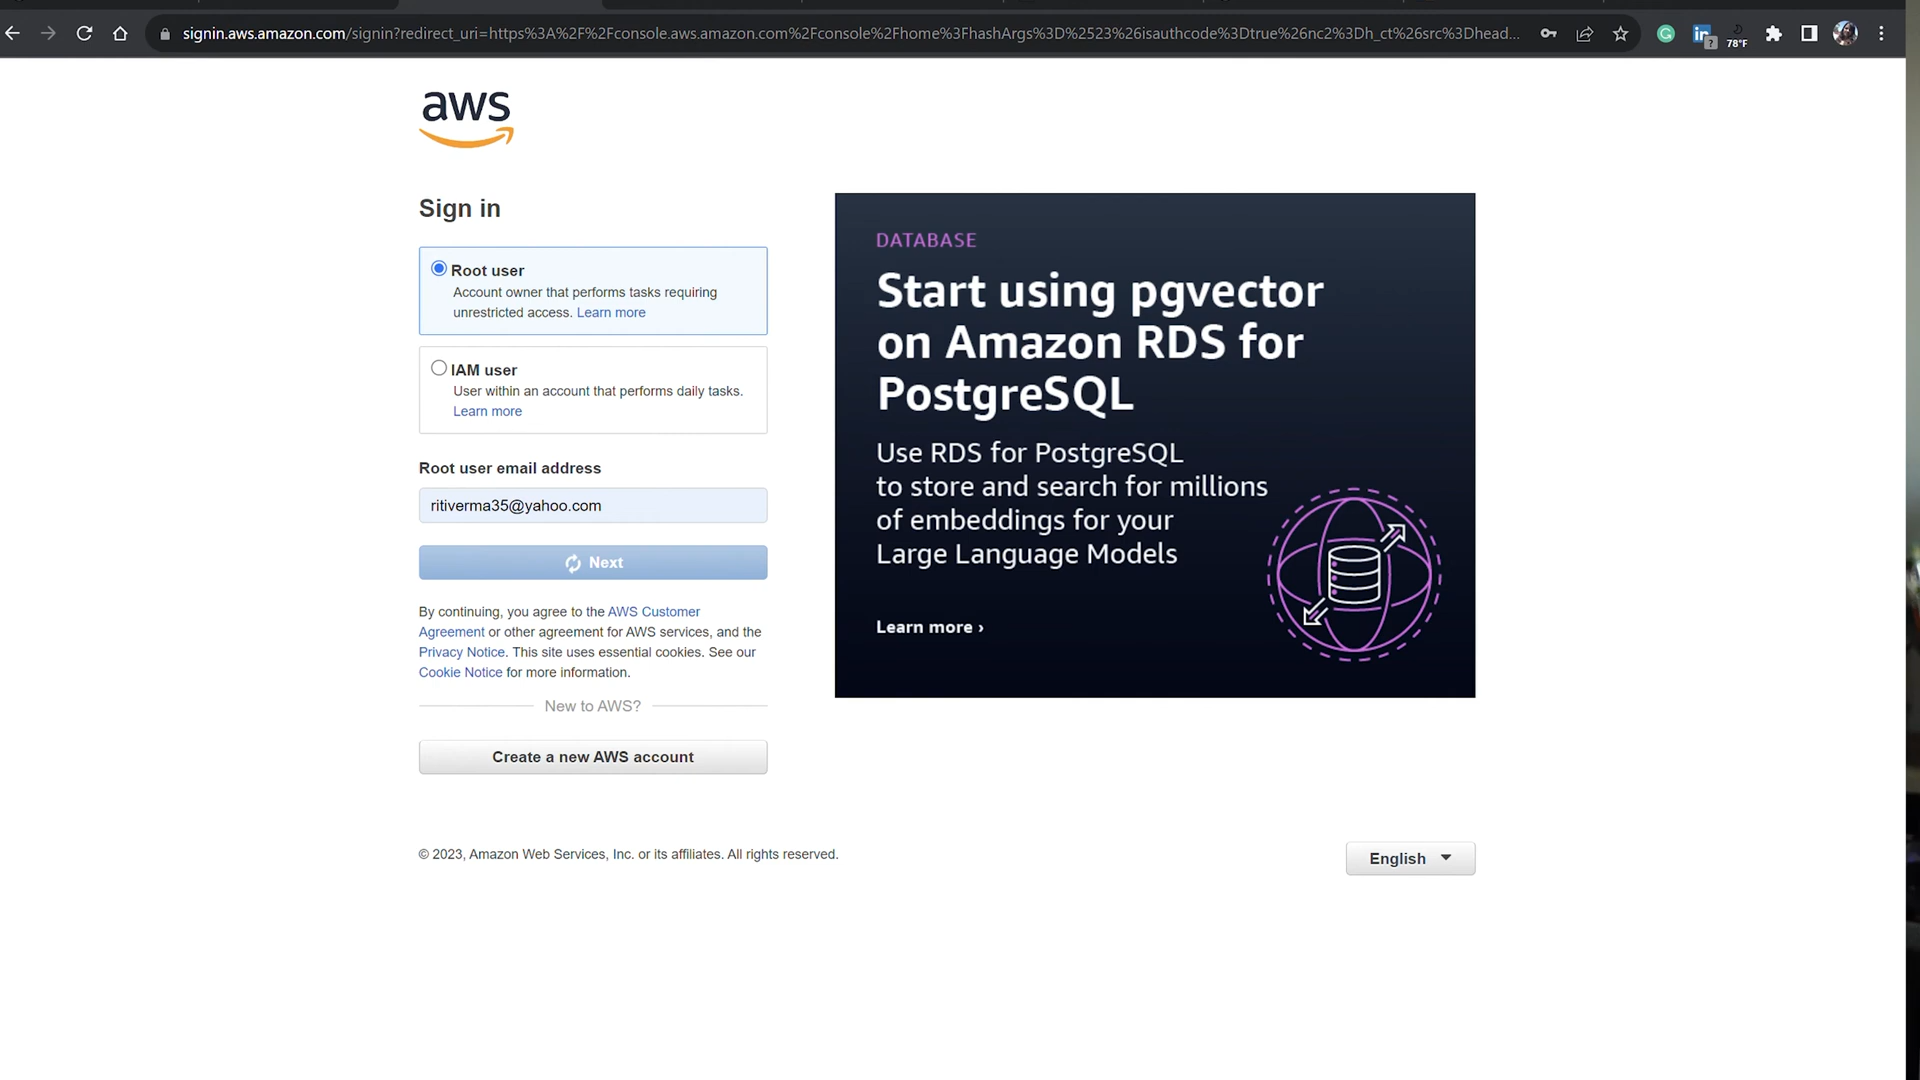 signin.aws.amazon.com/signin?redirect_uri=https%3A%2F%2Fconsole.aws.amazon.com%2Fconsole%2Fhome%3FhashArgs%3D%2523%26isauthcode%3Dtrue%26nc2%3Dh_ct%26src%3Dhead...
in
?
78°F
aws
Sign in
Root user
Account owner that performs tasks requiring
unrestricted access. Learn more
IAM user
User within an account that performs daily tasks.
Learn more
Root user email address
ritiverma35@yahoo.com
Next
By continuing, you agree to the AWS Customer
Agreement or other agreement for AWS services, and the
Privacy Notice. This site uses essential cookies. See our
Cookie Notice for more information.
New to AWS?
Create a new AWS account
DATABASE
Start using pgvector
on Amazon RDS for
PostgreSQL
Use RDS for PostgreSQL
to store and search for millions
of embeddings for your
Large Language Models
Learn more ›
© 2023, Amazon Web Services, Inc. or its affiliates. All rights reserved.
English